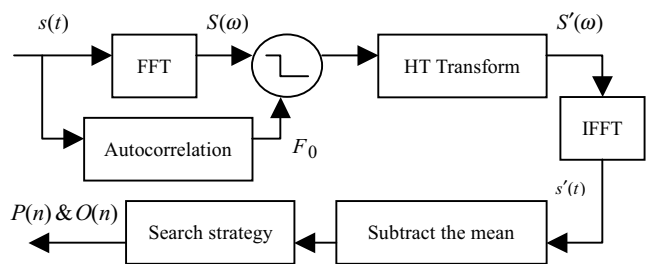 s(t)
S(ω)
S′(ω)
FFT
HT Transform
IFFT
Autocorrelation
F₀
s′(t)
P(n) & O(n)
Search strategy
Subtract the mean